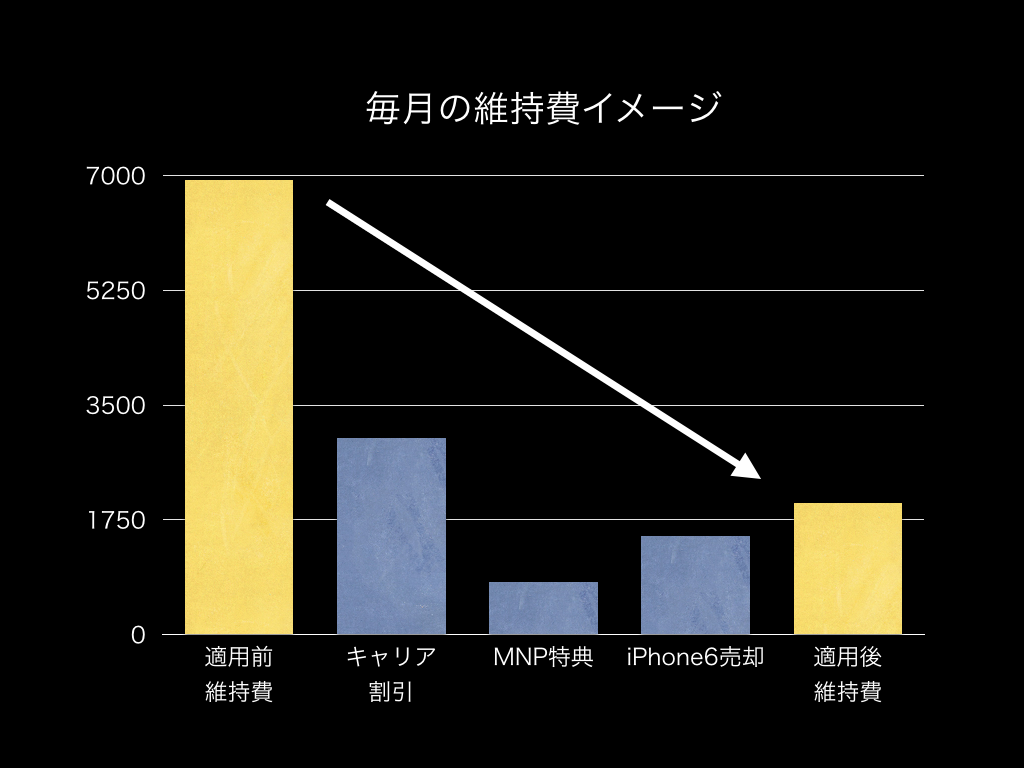 毎月の維持費イメージ
7000
5250
3500
1750
0
適用前
維持費
キャリア
割引
MNP特典
iPhone6売却
適用後
維持費